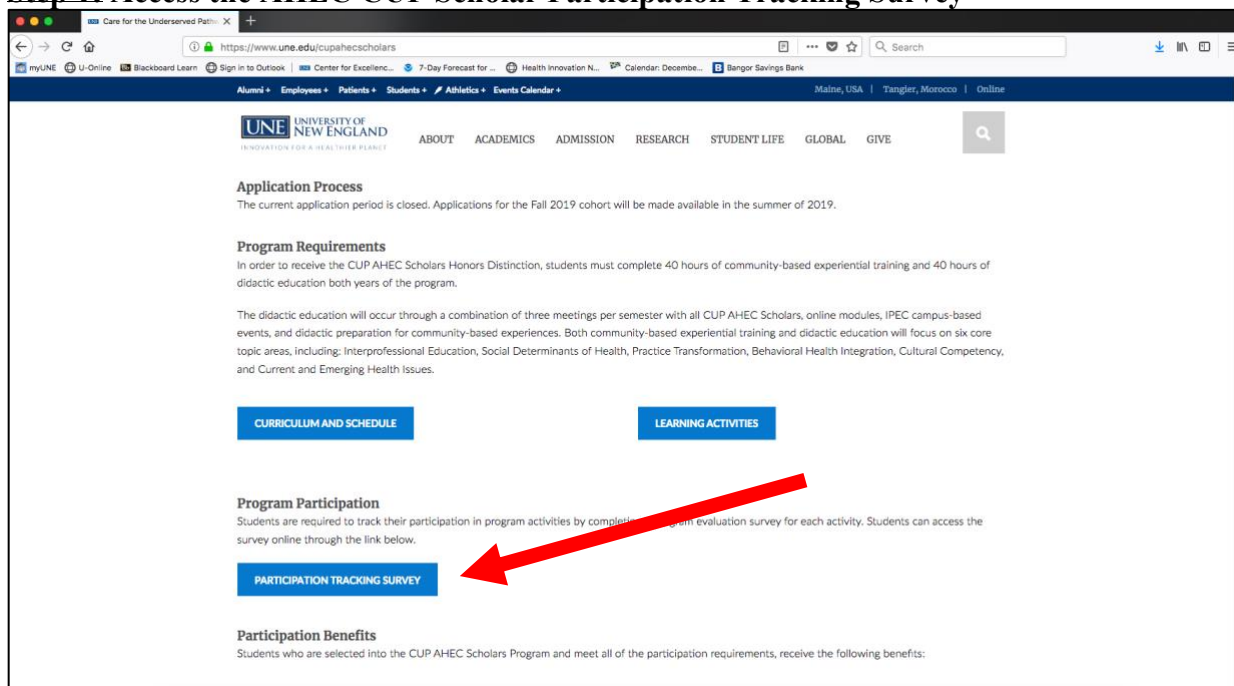 Access the AHEC CUP Scholar Participation Tracking Survey
Care for the Underserved Pathw
https://www.une.edu/cupahecscholars
Search
myUNE U-Online Blackboard Learn Sign in to Outlook Center for Excellenc... 7-Day Forecast for ... Health Innovation N... Calendar: Decembe... Bangor Savings Bank
Alumni + Employees + Patients + Students + Athletics + Events Calendar + Maine, USA | Tangier, Morocco | Online
UNE UNIVERSITY OF
NEW ENGLAND
INNOVATION FOR A HEALTHIER PLANET
ABOUT ACADEMICS ADMISSION RESEARCH STUDENT LIFE GLOBAL GIVE
Application Process
The current application period is closed. Applications for the Fall 2019 cohort will be made available in the summer of 2019.
Program Requirements
In order to receive the CUP AHEC Scholars Honors Distinction, students must complete 40 hours of community-based experiential training and 40 hours of
didactic education both years of the program.
The didactic education will occur through a combination of three meetings per semester with all CUP AHEC Scholars, online modules, IPEC campus-based
events, and didactic preparation for community-based experiences. Both community-based experiential training and didactic education will focus on six core
topic areas, including: Interprofessional Education, Social Determinants of Health, Practice Transformation, Behavioral Health Integration, Cultural Competency,
and Current and Emerging Health Issues.
CURRICULUM AND SCHEDULE LEARNING ACTIVITIES
Program Participation
Students are required to track their participation in program activities by evaluation survey for each activity. Students can access the
survey online through the link below.
PARTICIPATION TRACKING SURVEY
Participation Benefits
Students who are selected into the CUP AHEC Scholars Program and meet all of the participation requirements, receive the following benefits: